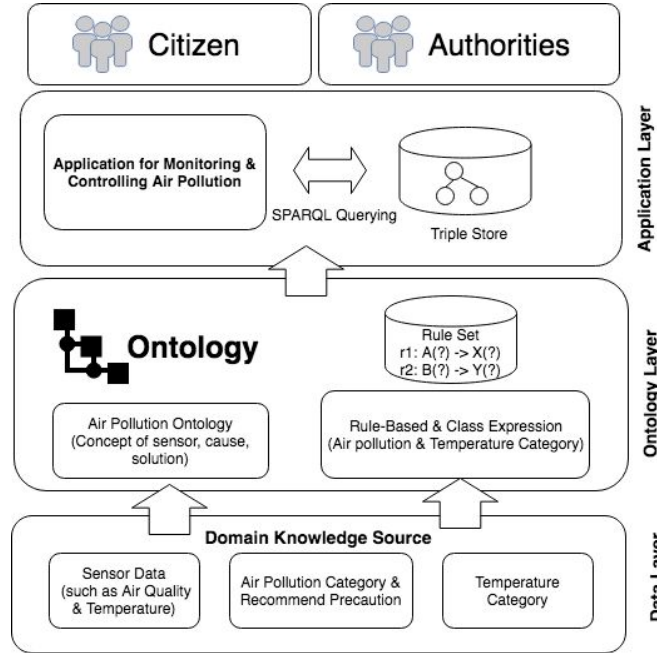 Citizen
Authorities
Application for Monitoring &
Controlling Air Pollution
SPARQL Querying
Triple Store
Application Layer
Ontology
Rule Set
r1: A(?) -> X(?)
r2: B(?) -> Y(?)
Air Pollution Ontology
(Concept of sensor, cause,
solution)
Rule-Based & Class Expression
(Air pollution & Temperature Category)
Ontology Layer
Domain Knowledge Source
Sensor Data
(such as Air Quality
& Temperature)
Air Pollution Category &
Recommend Precaution
Temperature
Category
Data Layer